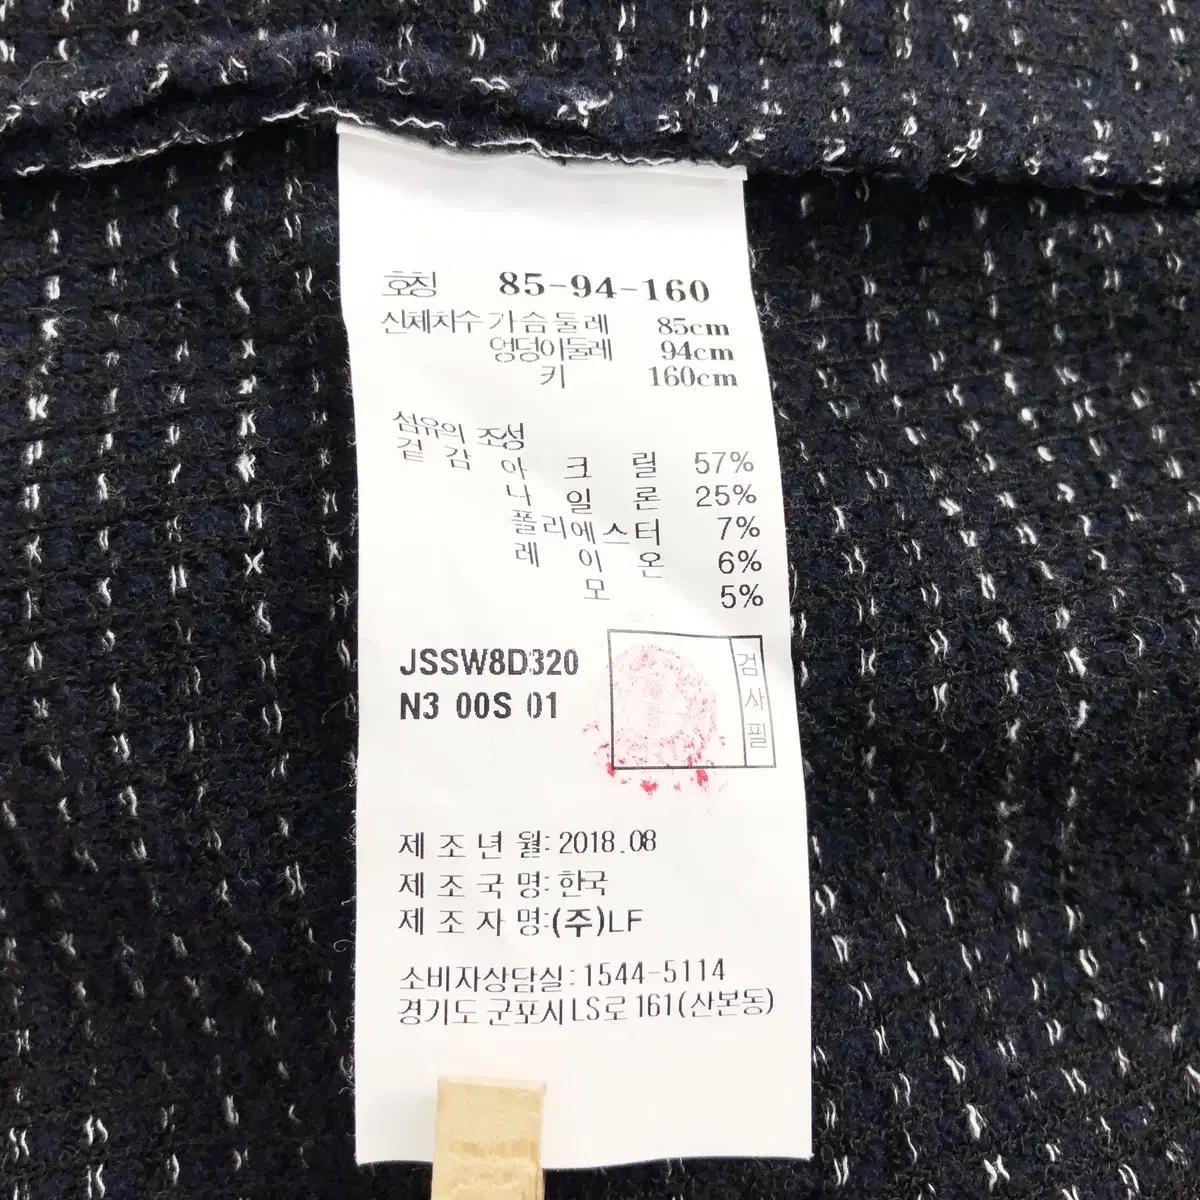 호칭 85-94-160
신체치수 가슴둘레 85cm
엉덩이둘레 94cm
키 160cm
섬유의 조성
겉감 아크릴 57%
나일론 25%
폴리에스터 7%
레이온 6%
모 5%
JSSW8D320
N3 00S 01
검사필
제조년월: 2018.08
제조국명: 한국
제조자명:(주)LF
소비자상담실: 1544-5114
경기도 군포시 LS로 161(산본동)